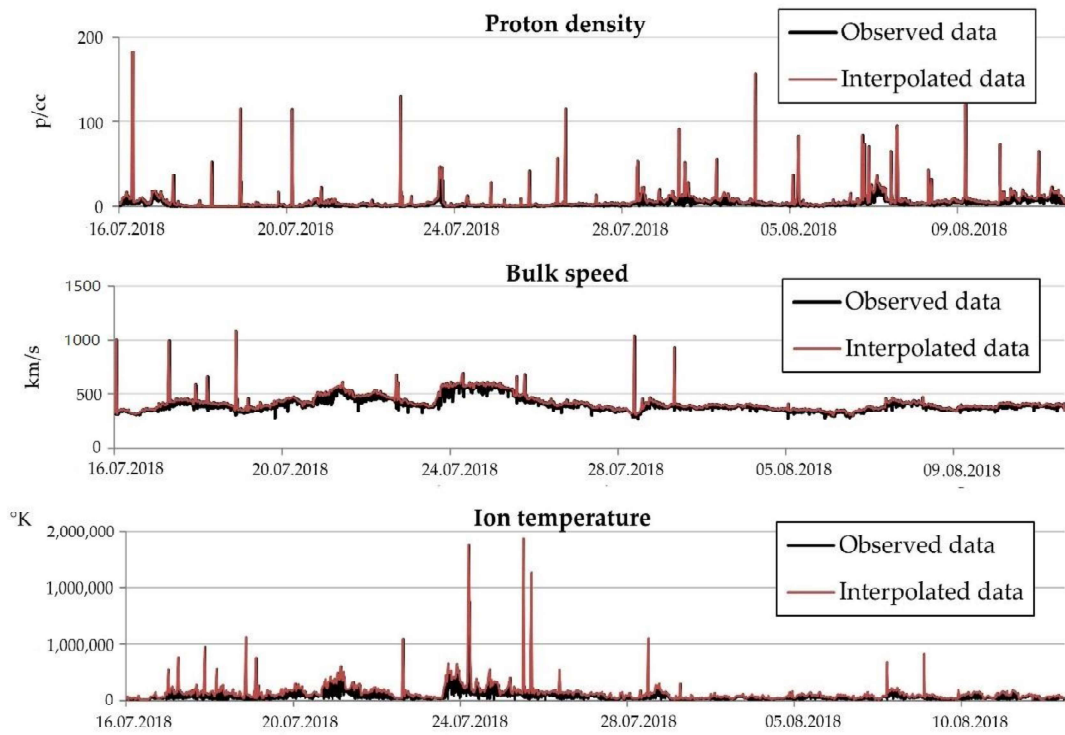 Proton density
Observed data
Interpolated data
p/cc
200
100
0
16.07.2018 20.07.2018 24.07.2018 28.07.2018 05.08.2018 09.08.2018
Bulk speed
Observed data
Interpolated data
km/s
1500
1000
500
0
16.07.2018 20.07.2018 24.07.2018 28.07.2018 05.08.2018 09.08.2018
Ion temperature
Observed data
Interpolated data
°K
2,000,000
1,000,000
1,000,000
0
16.07.2018 20.07.2018 24.07.2018 28.07.2018 05.08.2018 10.08.2018